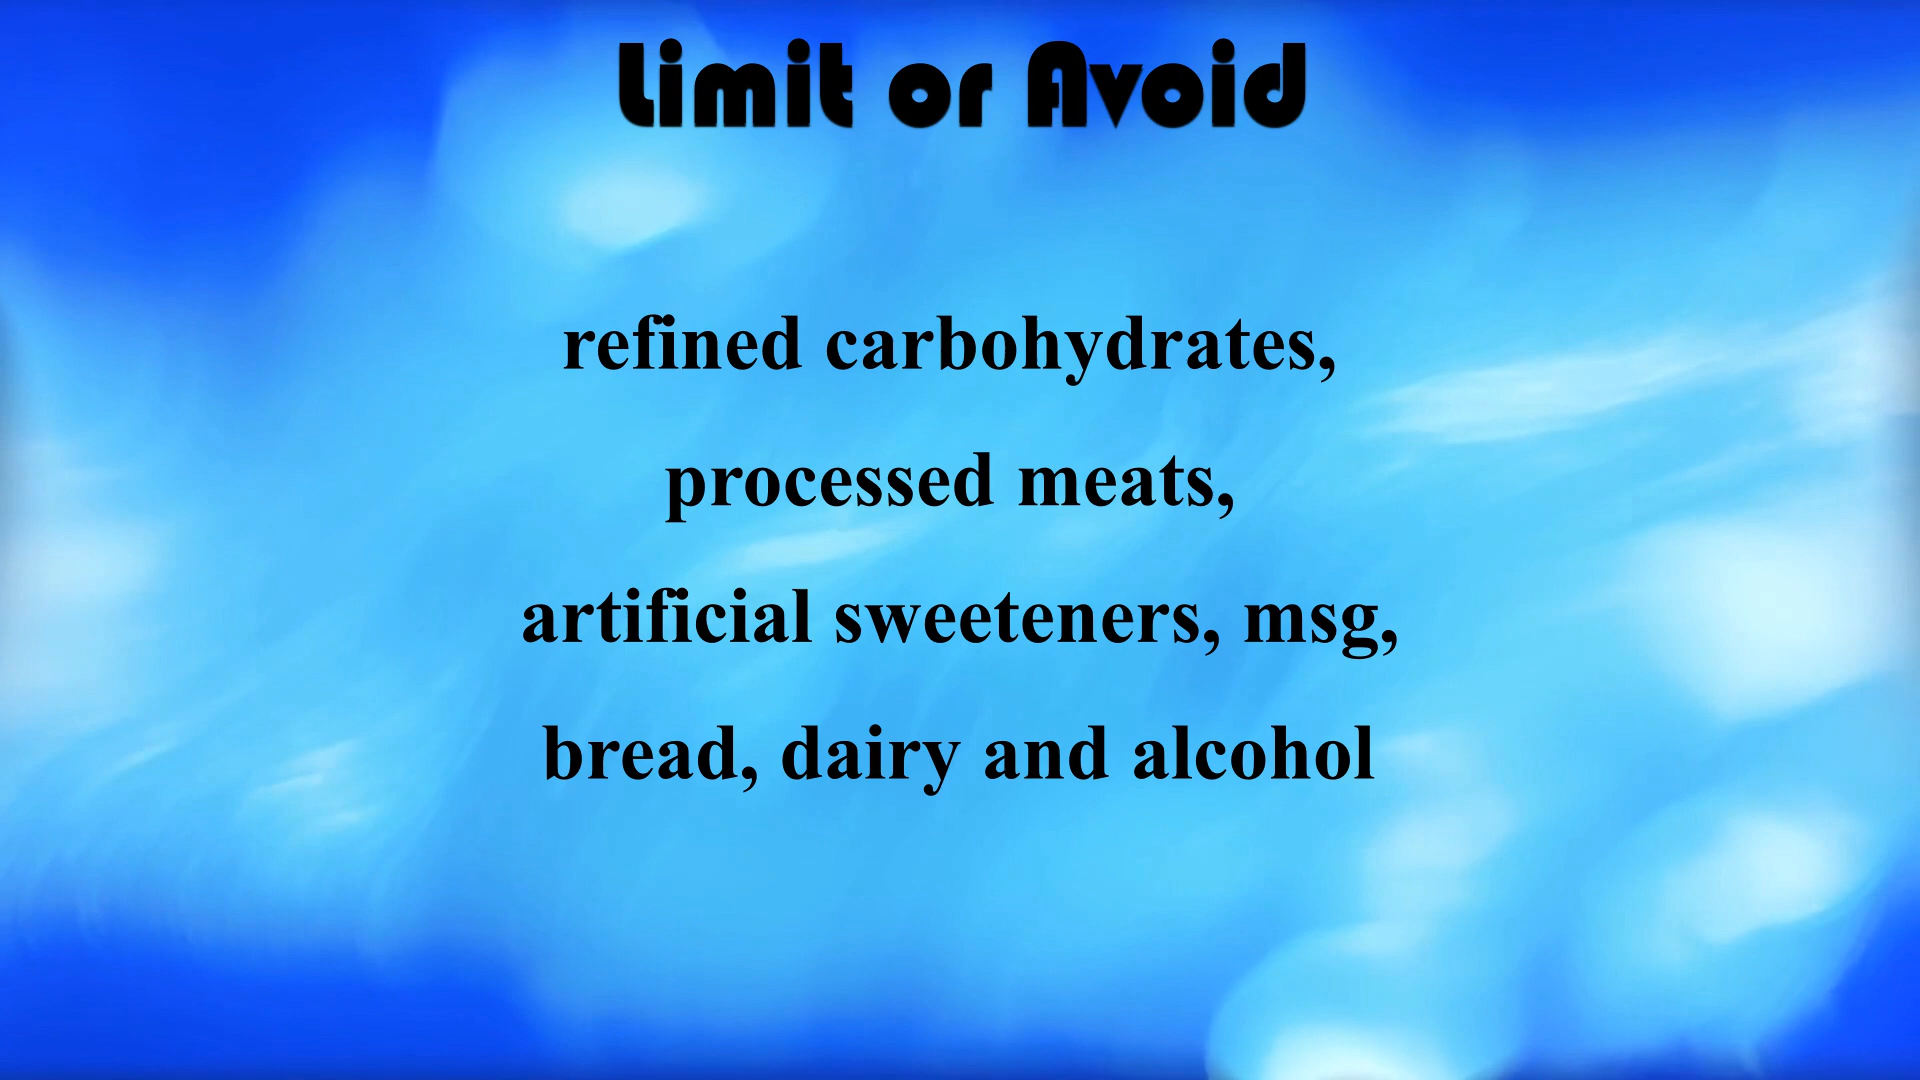 Limit or Avoid
refined carbohydrates,
processed meats,
artificial sweeteners, msg,
bread, dairy and alcohol